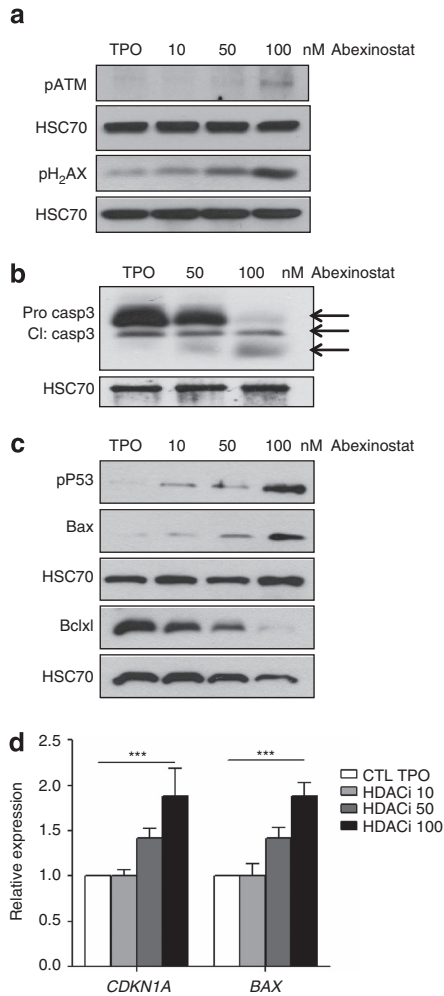 a
TPO 10 50 100 nM Abexinostat
pATM
HSC70
pH₂AX
HSC70
b
TPO 50 100 nM Abexinostat
Pro casp3
Cl: casp3
HSC70
c
TPO 10 50 100 nM Abexinostat
pP53
Bax
HSC70
Bclxl
HSC70
d
2.5
2.0
1.5
1.0
0.5
0.0
Relative expression
***
***
CTL TPO
HDACi 10
HDACi 50
HDACi 100
CDKN1A
BAX